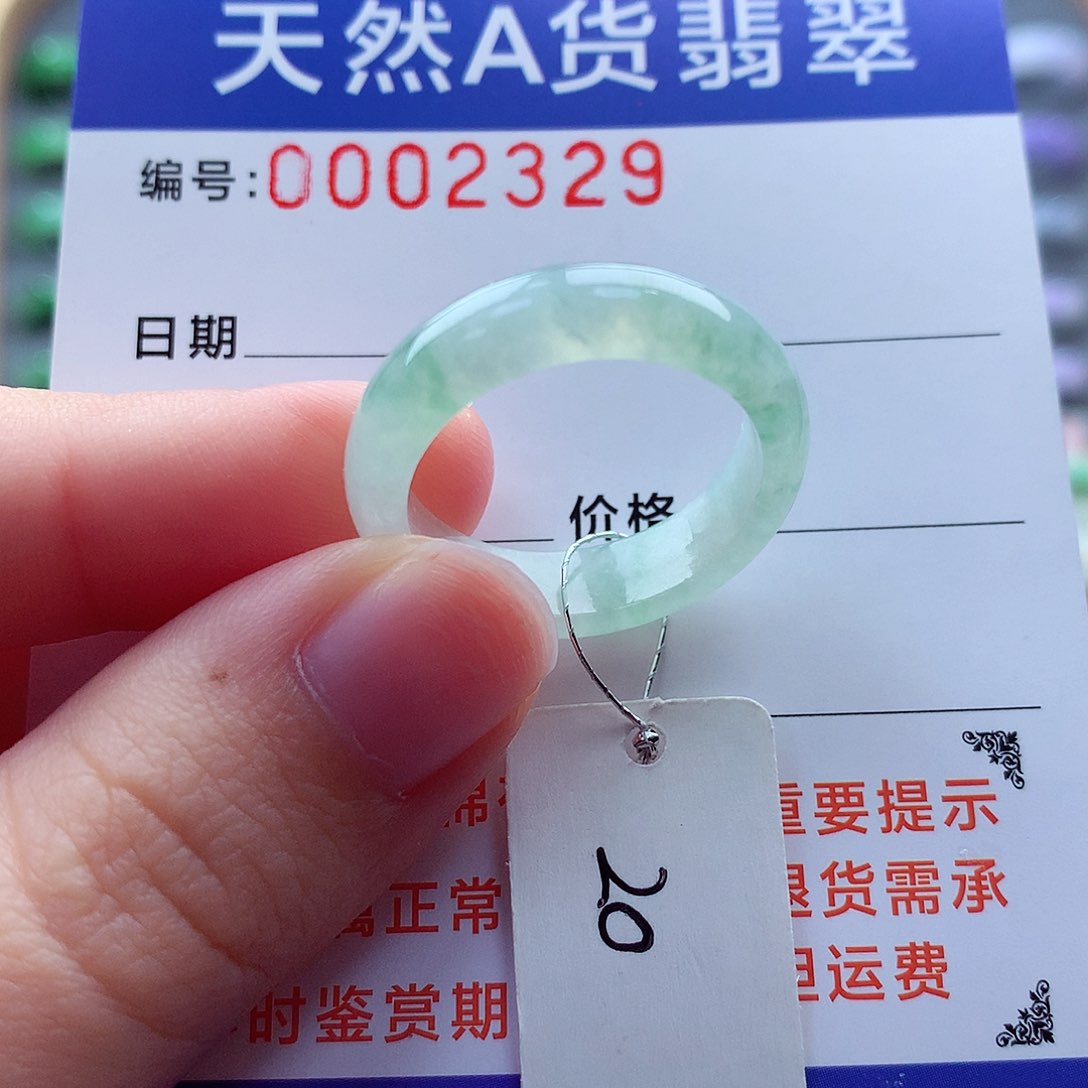 天然A货翡翠
编号:0002329
日期
价格
重要提示
正常
退货需承
运费
时鉴赏期
20